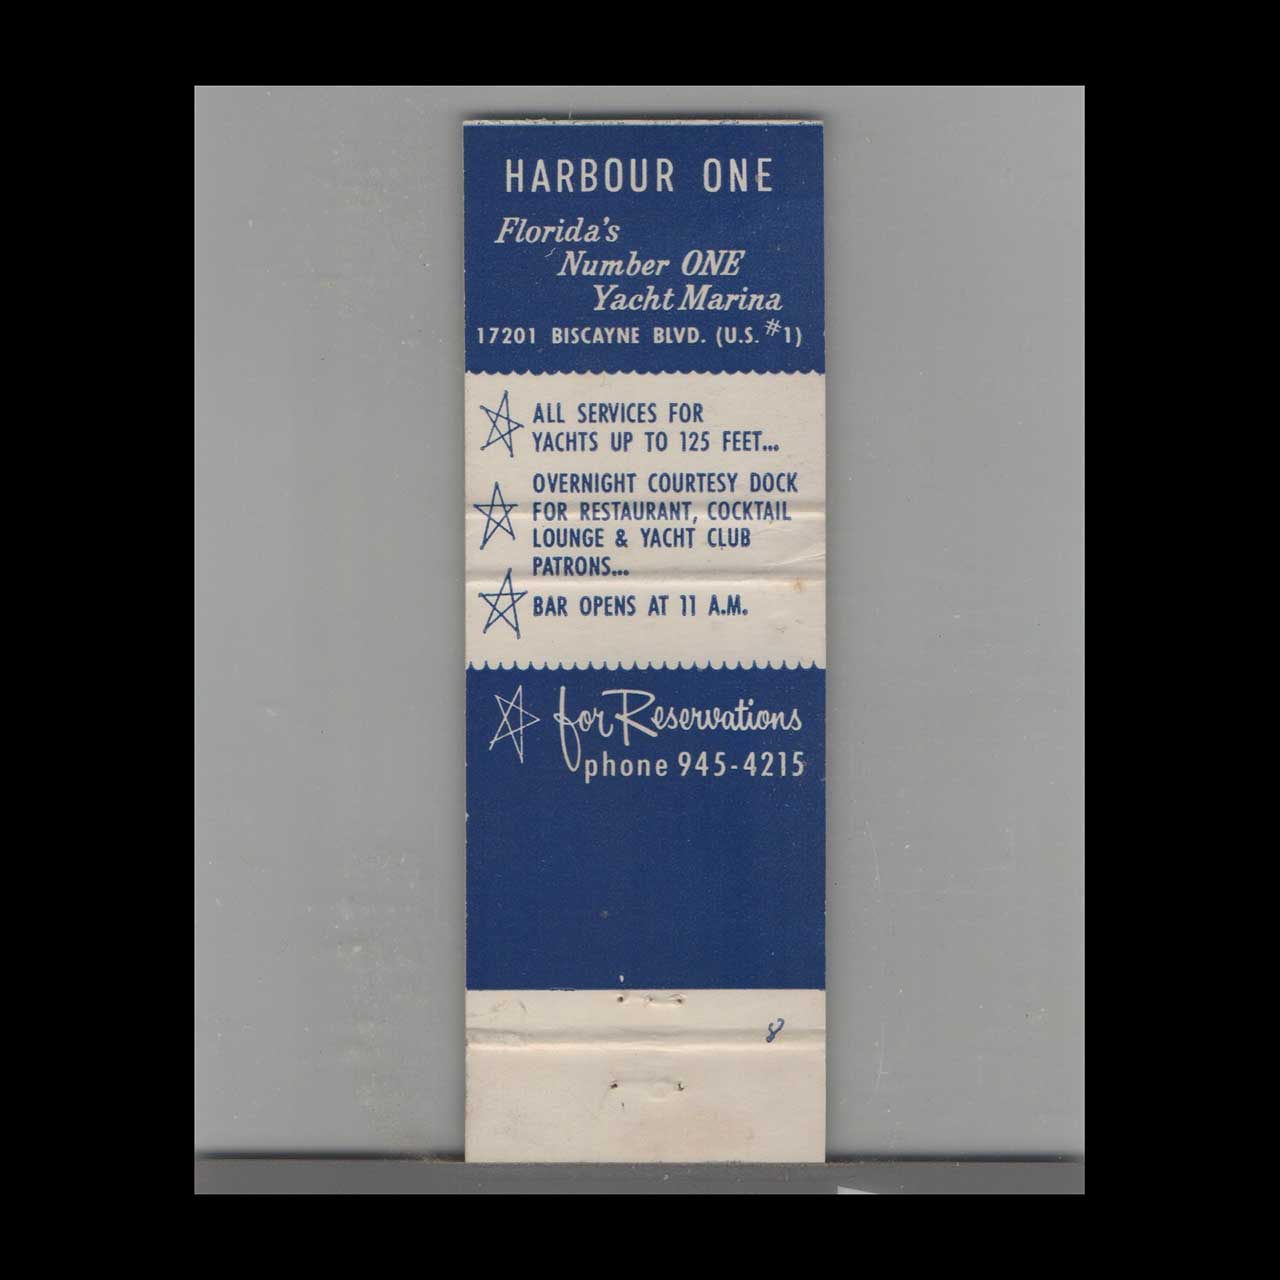 HARBOUR ONE
Florida's
Number ONE
Yacht Marina
17201 BISCAYNE BLVD. (U.S. #1)
ALL SERVICES FOR
YACHTS UP TO 125 FEET...
OVERNIGHT COURTESY DOCK
FOR RESTAURANT, COCKTAIL
LOUNGE & YACHT CLUB
PATRONS...
BAR OPENS AT 11 A.M.
for Reservations
phone 945-4215
8